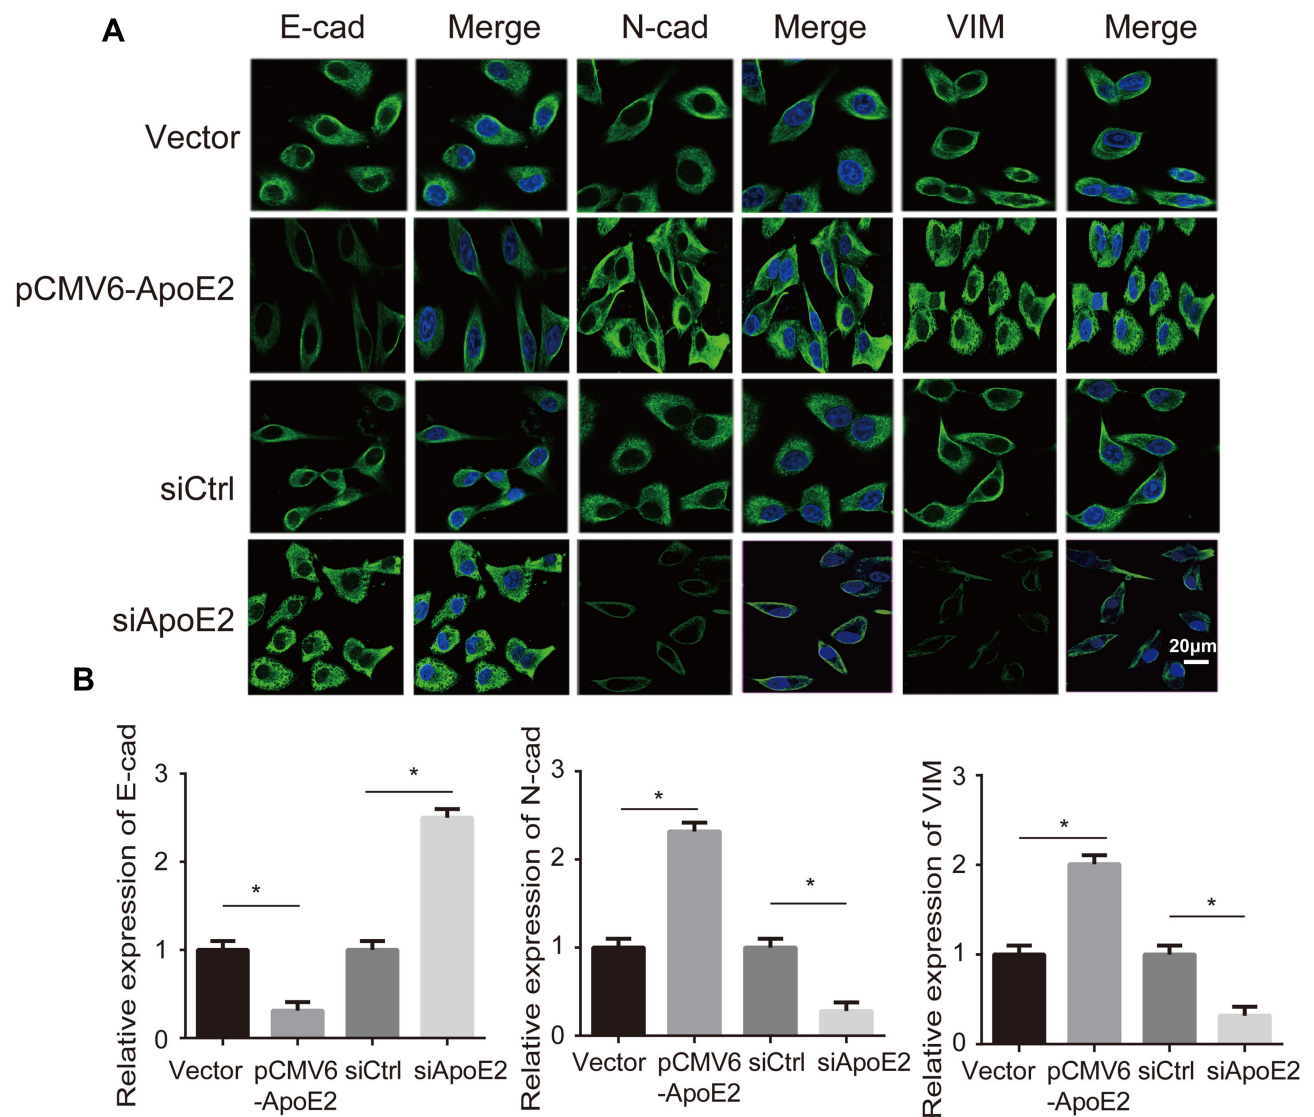 A
E-cad Merge N-cad Merge VIM Merge
Vector
pCMV6-ApoE2
siCtrl
siApoE2
20μm
B
Relative expression of E-cad
3
2
1
0
*
*
Vector pCMV6 siCtrl siApoE2
-ApoE2
Relative expression of N-cad
3
2
1
0
*
*
Vector pCMV6 siCtrl siApoE2
-ApoE2
Relative expression of VIM
3
2
1
0
*
*
Vector pCMV6 siCtrl siApoE2
-ApoE2